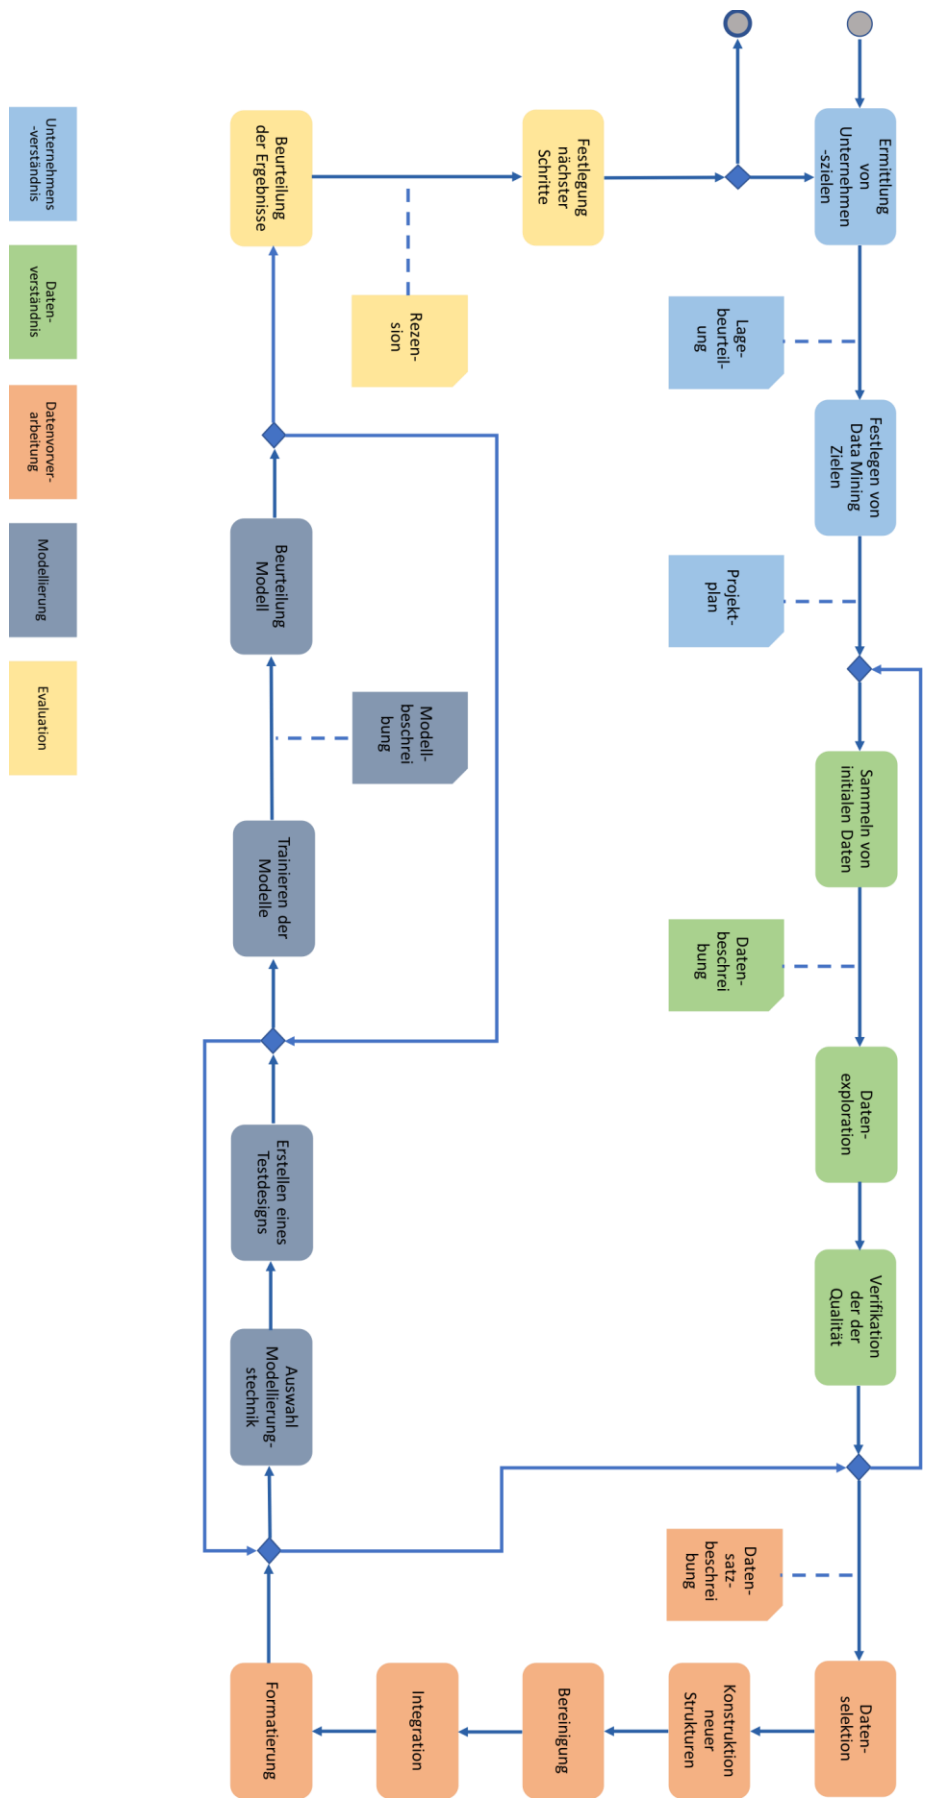 Ermittlung
von
Unternehmen
-szielen
Lage-
beurteil-
ung
Festlegen von
Data Mining
Zielen
Projekt-
plan
Sammeln von
initialen Daten
Daten-
beschrei
bung
Daten-
exploration
Verifikation
der der
Qualität
Daten-
satz-
beschrei
bung
Daten-
selektion
Konstruktion
neuer
Strukturen
Bereinigung
Integration
Formatierung
Auswahl
Modellierung-
stechnik
Erstellen eines
Testdesigns
Trainieren der
Modelle
Modell-
beschrei
bung
Beurteilung
Modell
Beurteilung
der Ergebnisse
Rezen-
sion
Festlegung
nächster
Schritte
Unternehmens
-verständnis
Daten-
verständnis
Datenvorver-
arbeitung
Modellierung
Evaluation